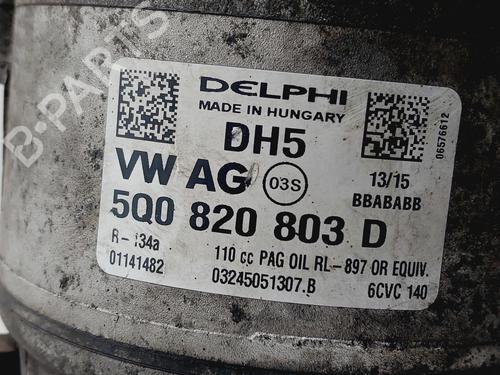 DELPHI
MADE IN HUNGARY
DH5
VW AG 03S
13/15
BBABABB
5Q0 820 803 D
R-134a
110 cc PAG OIL RL-897 OR EQUIV.
01141482
03245051307.B
6CVC 140
06576612
B-PARTS